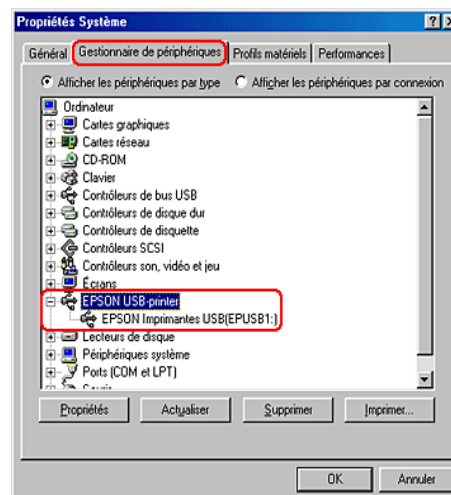 Propriétés Système
Général Gestionnaire de périphériques Profils matériels Performances
Afficher les périphériques par type Afficher les périphériques par connexion
Ordinateur
Cartes graphiques
Cartes réseau
CD-ROM
Clavier
Contrôleurs de bus USB
Contrôleurs de disque dur
Contrôleurs de disquette
Contrôleurs SCSI
Contrôleurs son, vidéo et jeu
Écrans
EPSON USB-printer
EPSON Imprimantes USB(EPUSB1:)
Lecteurs de disque
Périphériques système
Ports (COM et LPT)
Propriétés Actualiser Supprimer Imprimer...
OK Annuler